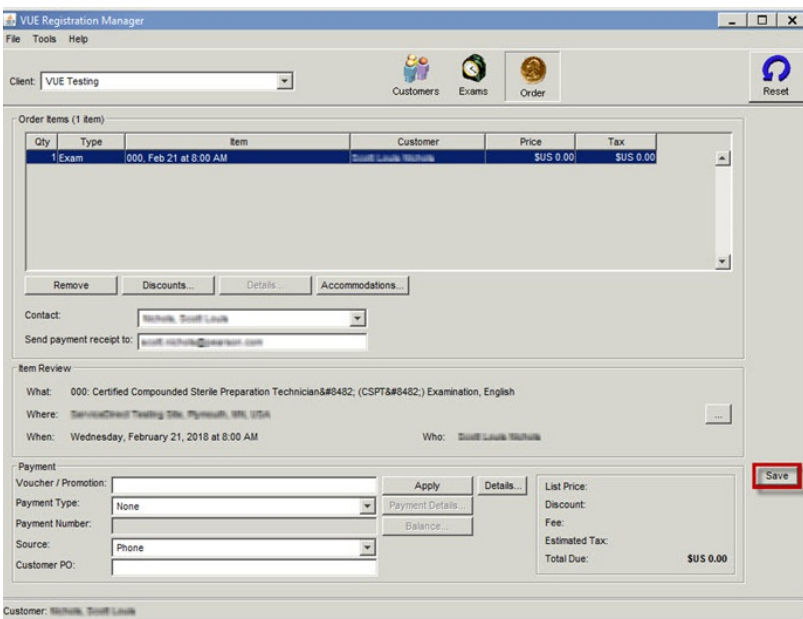 VUE Registration Manager
File Tools Help
Client: VUE Testing
Customers Exams Order Reset
Order Items (1 item)
Qty Type Item Customer Price Tax
1 Exam 000, Feb 21 at 8:00 AM $US 0.00 $US 0.00
Remove Discounts... Details... Accommodations...
Contact:
Send payment receipt to:
Item Review
What: 000: Certified Compounded Sterile Preparation Technician&#8482; (CSPT&#8482;) Examination, English
Where:
...
When: Wednesday, February 21, 2018 at 8:00 AM Who:
Payment
Voucher / Promotion: Apply Details... List Price:
Save
Payment Type: None Payment Details... Discount:
Payment Number: Balance... Fee:
Source: Phone Estimated Tax:
Customer PO: Total Due: $US 0.00
Customer: